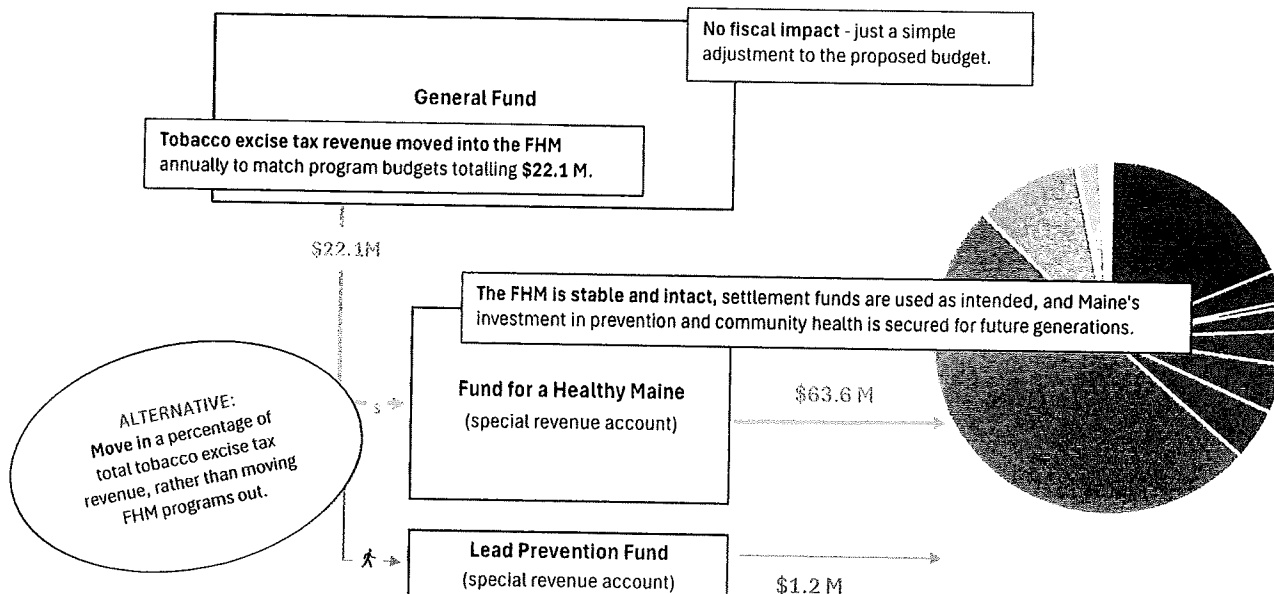 No fiscal impact - just a simple
adjustment to the proposed budget.
General Fund
Tobacco excise tax revenue moved into the FHM
annually to match program budgets totalling $22.1 M.
$22.1M
The FHM is stable and intact, settlement funds are used as intended, and Maine's
investment in prevention and community health is secured for future generations.
ALTERNATIVE:
Move in a percentage of
total tobacco excise tax
revenue, rather than moving
FHM programs out.
s
Fund for a Healthy Maine
(special revenue account)
$63.6 M
Lead Prevention Fund
(special revenue account)
$1.2 M